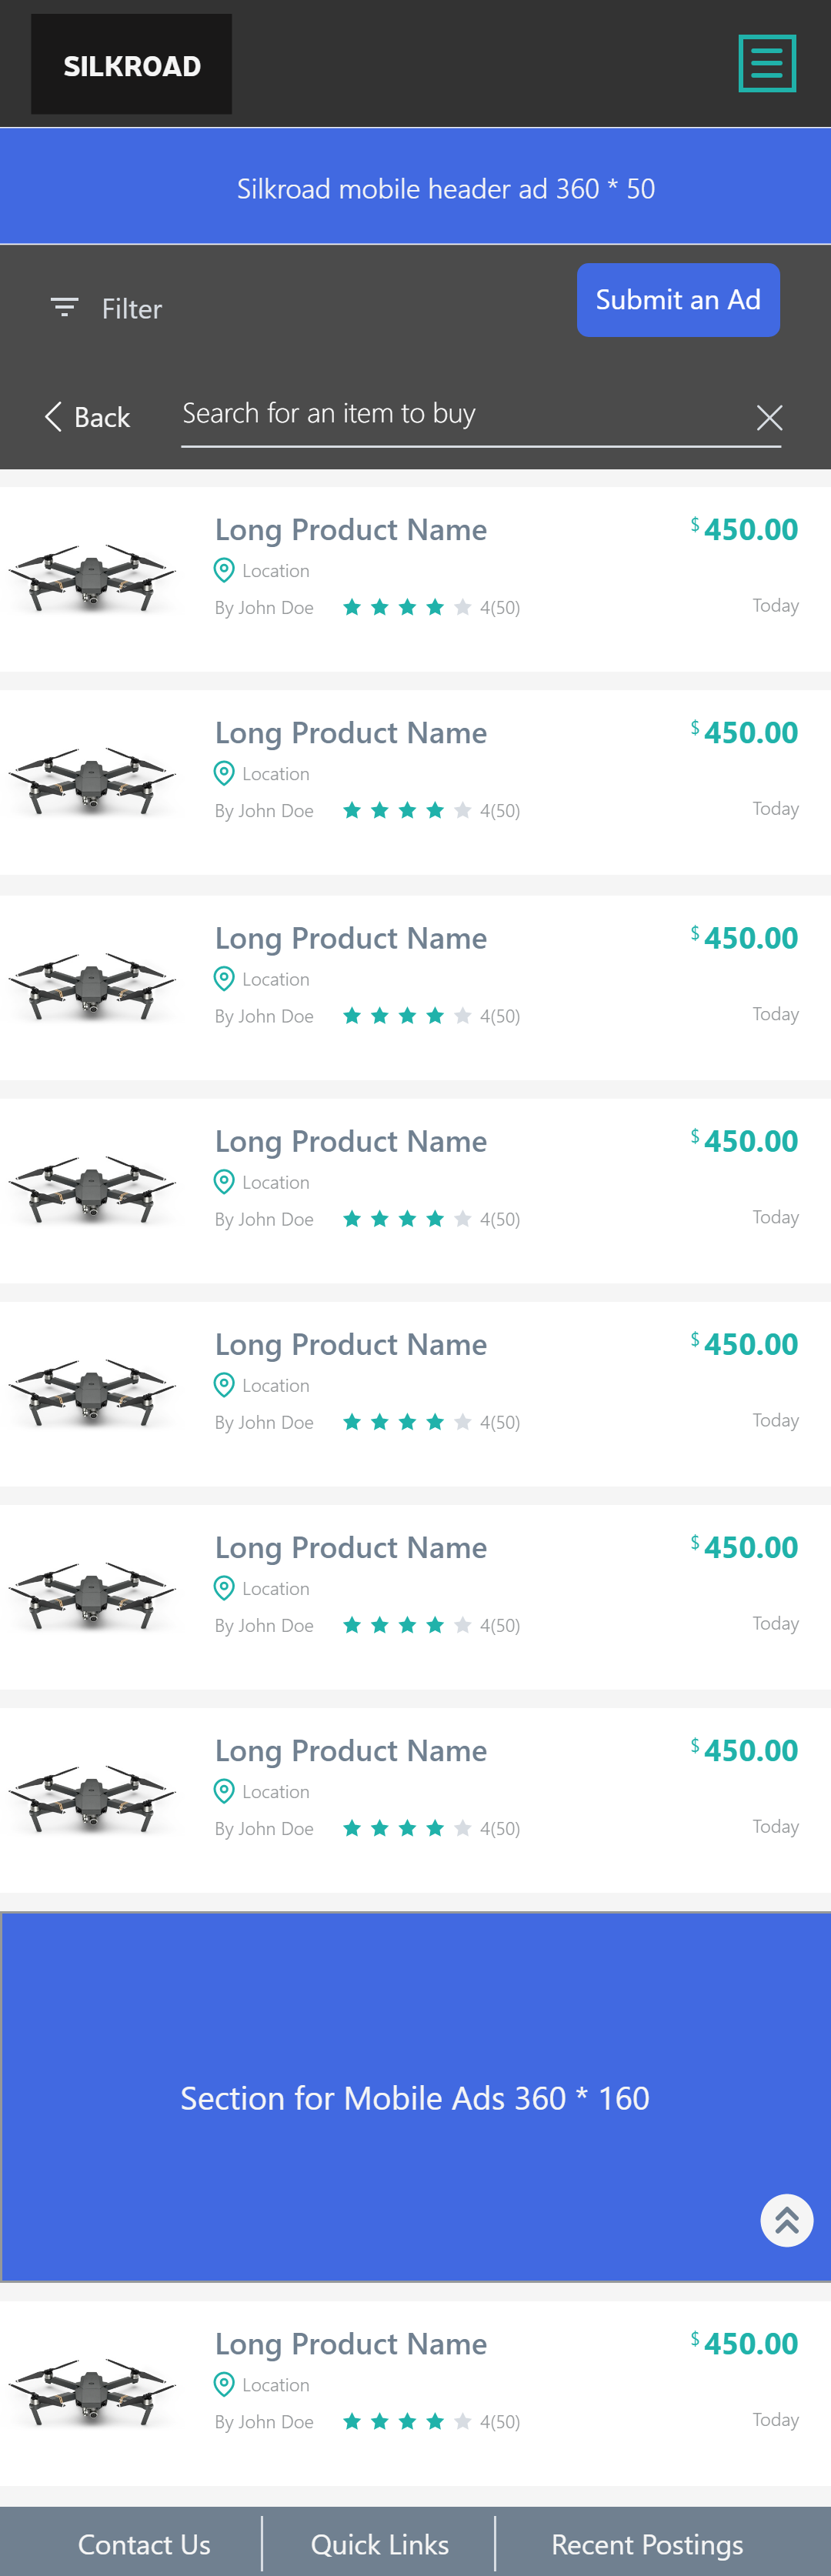 SILKROAD
Silkroad mobile header ad 360 * 50
Filter
Submit an Ad
Back
Search for an item to buy
Long Product Name
$ 450.00
Location
By John Doe
4(50)
Today
Long Product Name
$ 450.00
Location
By John Doe
4(50)
Today
Long Product Name
$ 450.00
Location
By John Doe
4(50)
Today
Long Product Name
$ 450.00
Location
By John Doe
4(50)
Today
Long Product Name
$ 450.00
Location
By John Doe
4(50)
Today
Long Product Name
$ 450.00
Location
By John Doe
4(50)
Today
Long Product Name
$ 450.00
Location
By John Doe
4(50)
Today
Section for Mobile Ads 360 * 160
Long Product Name
$ 450.00
Location
By John Doe
4(50)
Today
Contact Us
Quick Links
Recent Postings